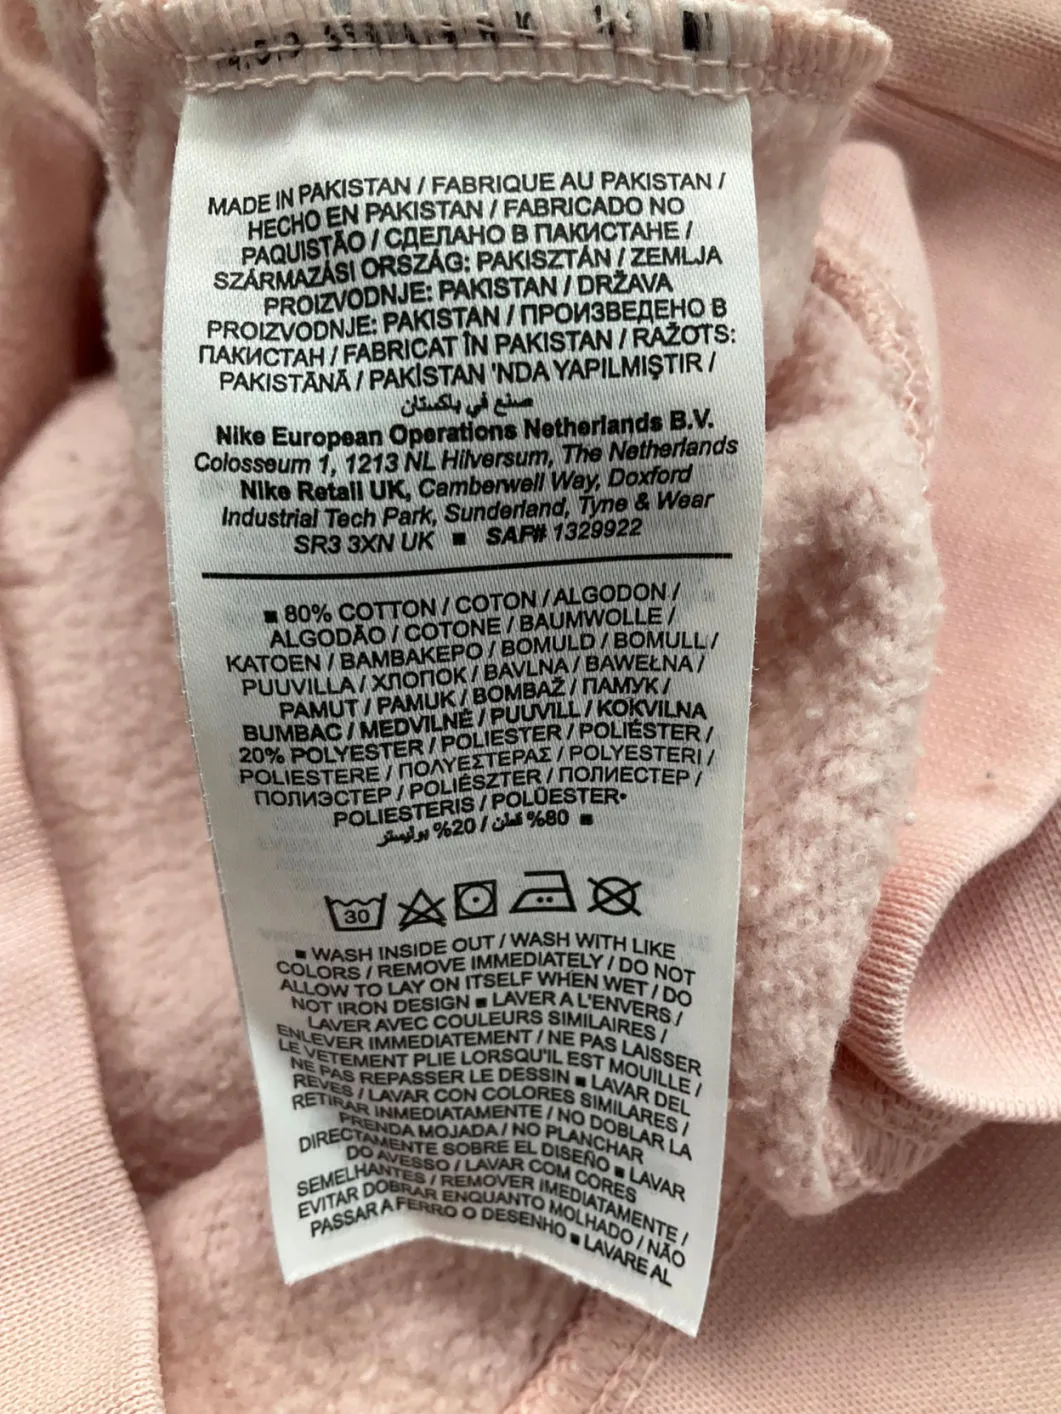 MADE IN PAKISTAN / FABRIQUE AU PAKISTAN /
HECHO EN PAKISTAN / FABRICADO NO
PAQUISTÃO / СДЕЛАНО В ПАКИСТАНЕ /
SZÁRMAZÁSI ORSZÁG: PAKISZTÁN / ZEMLJA
PROIZVODNJE: PAKISTAN / DRŽAVA
PROIZVODNJE: PAKISTAN / ПРОИЗВЕДЕНО В
ПАКИСТАН / FABRICAT ÎN PAKISTAN / RAŽOTS:
PAKISTĀNĀ / PAKİSTAN 'NDA YAPILMIŞTIR /
صنع في باكستان
Nike European Operations Netherlands B.V.
Colosseum 1, 1213 NL Hilversum, The Netherlands
Nike Retail UK, Camberwell Way, Doxford
Industrial Tech Park, Sunderland, Tyne & Wear
SR3 3XN UK ■ SAP# 1329922
■ 80% COTTON / COTON / ALGODON /
ALGODÃO / COTONE / BAUMWOLLE /
KATOEN / ΒΑΜΒΑΚΕΡΟ / BOMULD / BOMULL /
PUUVILLA / ХЛОПОК / BAVLNA / BAWEŁNA /
PAMUT / PAMUK / BOMBAŽ / ПАМУК /
BUMBAC / MEDVILNĖ / PUUVILL / KOKVILNA
20% POLYESTER / POLIESTER / POLIÉSTER /
POLIESTERE / ΠΟΛΥΕΣΤΕΡΑΣ / POLYESTERI /
ПОЛИЭСТЕР / POLIÉSZTER / ПОЛИЕСТЕР /
POLIESTERIS / POLÜESTER•
■ 80% قطن / 20% بوليستر
30
■ WASH INSIDE OUT / WASH WITH LIKE
COLORS / REMOVE IMMEDIATELY / DO NOT
ALLOW TO LAY ON ITSELF WHEN WET / DO
NOT IRON DESIGN ■ LAVER A L'ENVERS /
LAVER AVEC COULEURS SIMILAIRES /
ENLEVER IMMEDIATEMENT / NE PAS LAISSER
LE VETEMENT PLIE LORSQU'IL EST MOUILLE /
NE PAS REPASSER LE DESSIN ■ LAVAR DEL
REVES / LAVAR CON COLORES SIMILARES /
RETIRAR INMEDIATAMENTE / NO DOBLAR LA
PRENDA MOJADA / NO PLANCHAR
DIRECTAMENTE SOBRE EL DISEÑO ■ LAVAR
DO AVESSO / LAVAR COM CORES
SEMELHANTES / REMOVER IMEDIATAMENTE /
EVITAR DOBRAR ENQUANTO MOLHADO / NÃO
PASSAR A FERRO O DESENHO ■ LAVARE AL